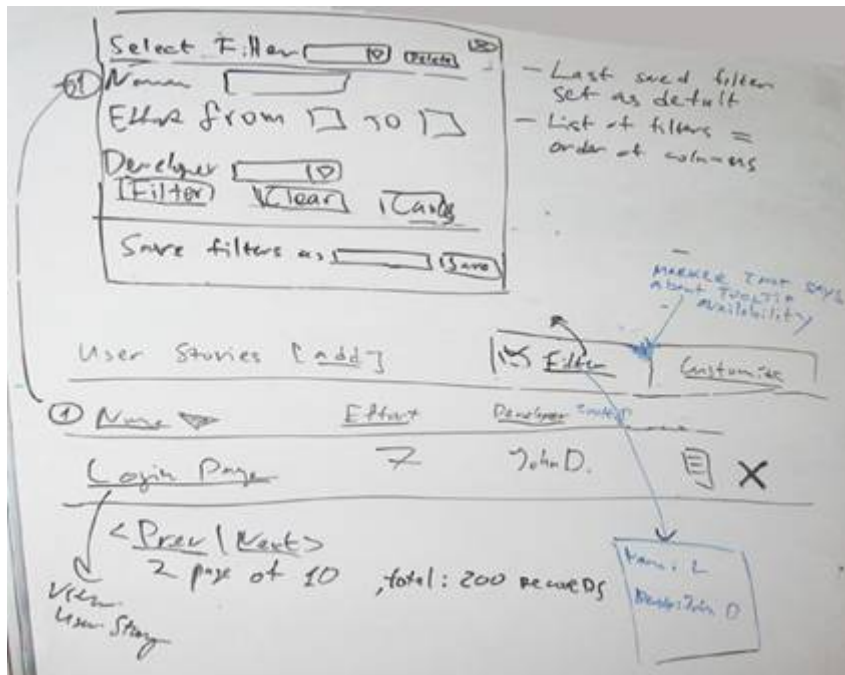 Select Filter Delete
Name
Effort from to
Developer
Filter Clear
Save filters as Save
- Last saved filter
set as default
- List of filters =
order of columns
MARKER THAT SAYS
About TOOLTIP
availability
User Stories [add] Filter Customize
1 Name Effort Developer
Login Page 7 John D. X
< Prev | Next >
2 page of 10 , total: 200 RECORDS
View
User Story
Name: L